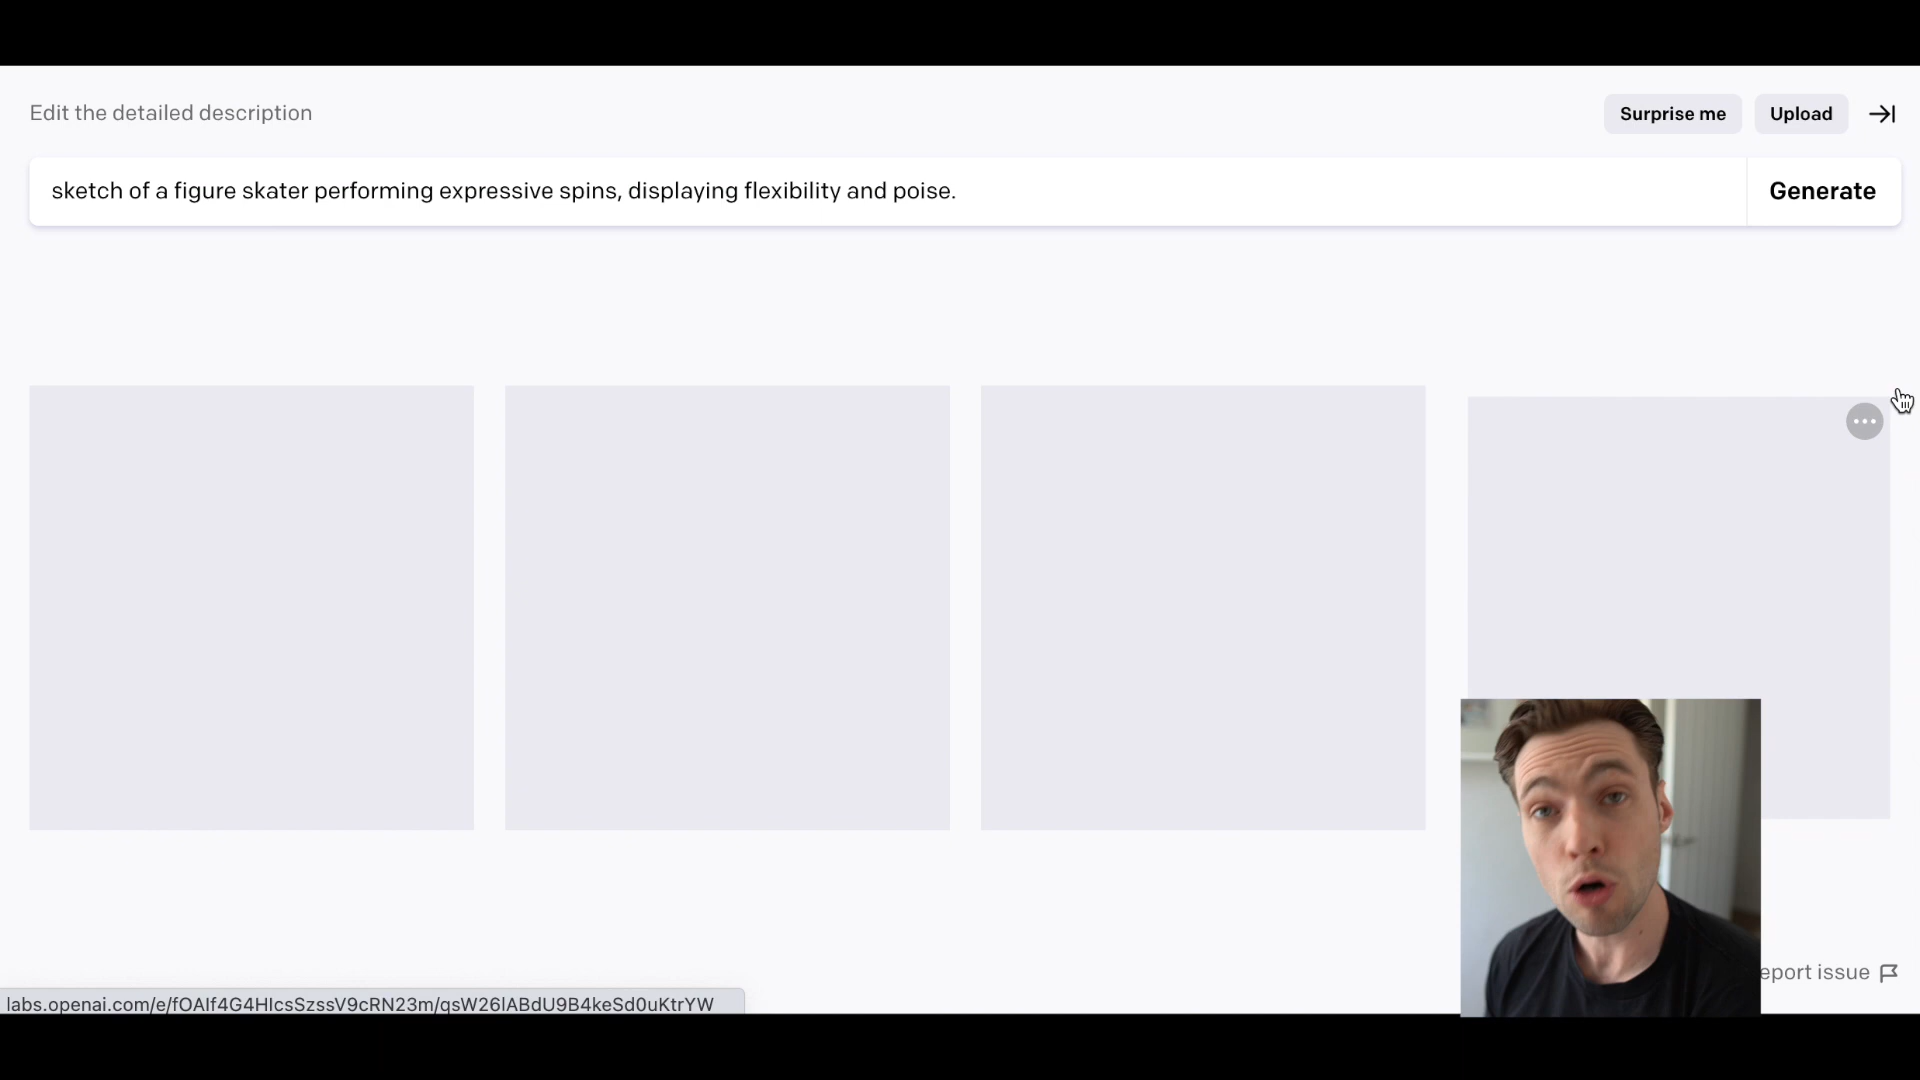 Edit the detailed description
Surprise me
Upload
sketch of a figure skater performing expressive spins, displaying flexibility and poise.
Generate
eport issue
labs.openai.com/e/fOAIf4G4HIcsSzssV9cRN23m/qsW26lABdU9B4keSd0uKtrYW